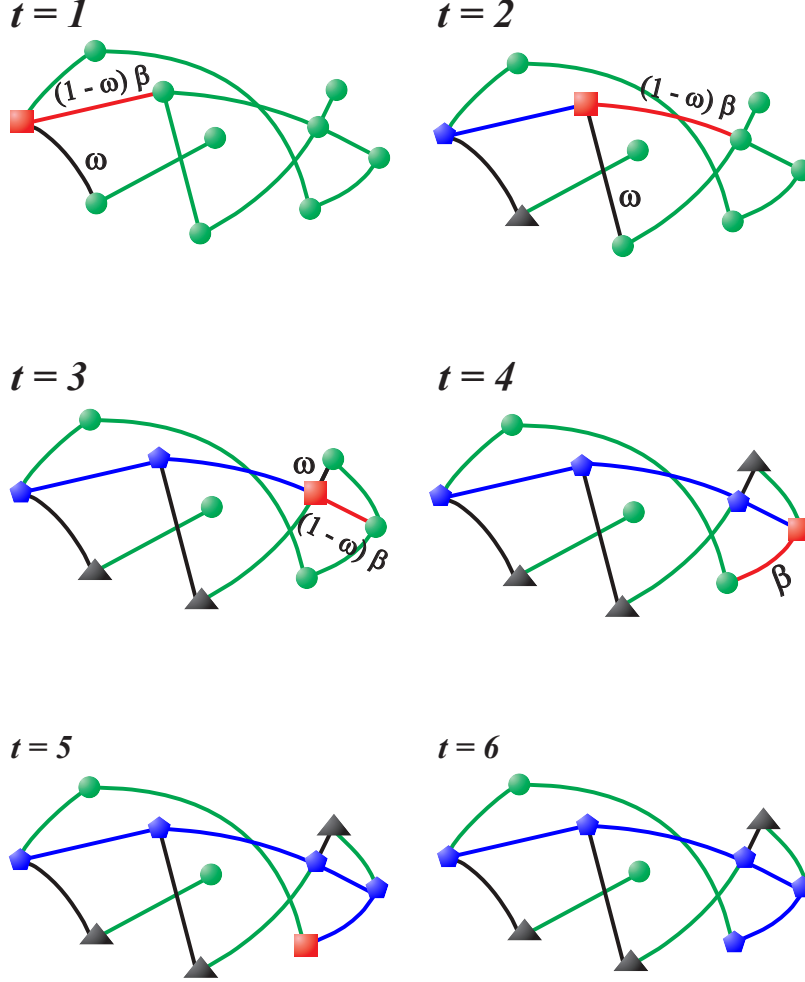 t = 1
t = 2
(1 - ω) β
ω
(1 - ω) β
ω
t = 3
t = 4
ω
(1 - ω) β
β
t = 5
t = 6